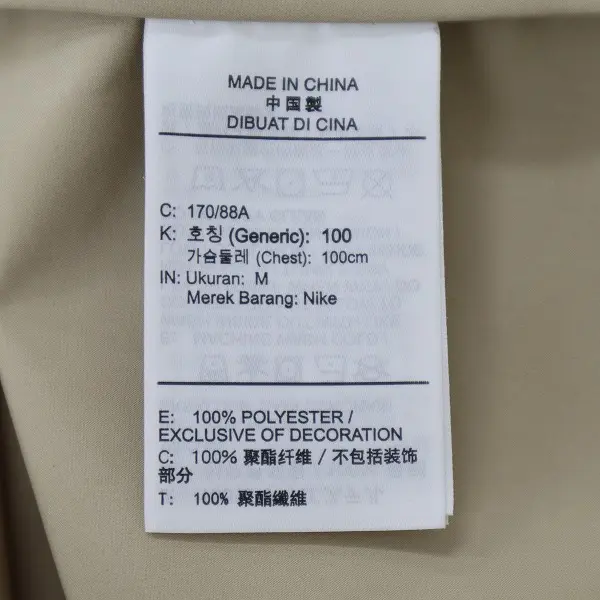 MADE IN CHINA
中国製
DIBUAT DI CINA
C: 170/88A
K: 호칭 (Generic): 100
가슴둘레 (Chest): 100cm
IN: Ukuran: M
Merek Barang: Nike
E: 100% POLYESTER /
EXCLUSIVE OF DECORATION
C: 100% 聚酯纤维 / 不包括装饰
部分
T: 100% 聚酯纖維